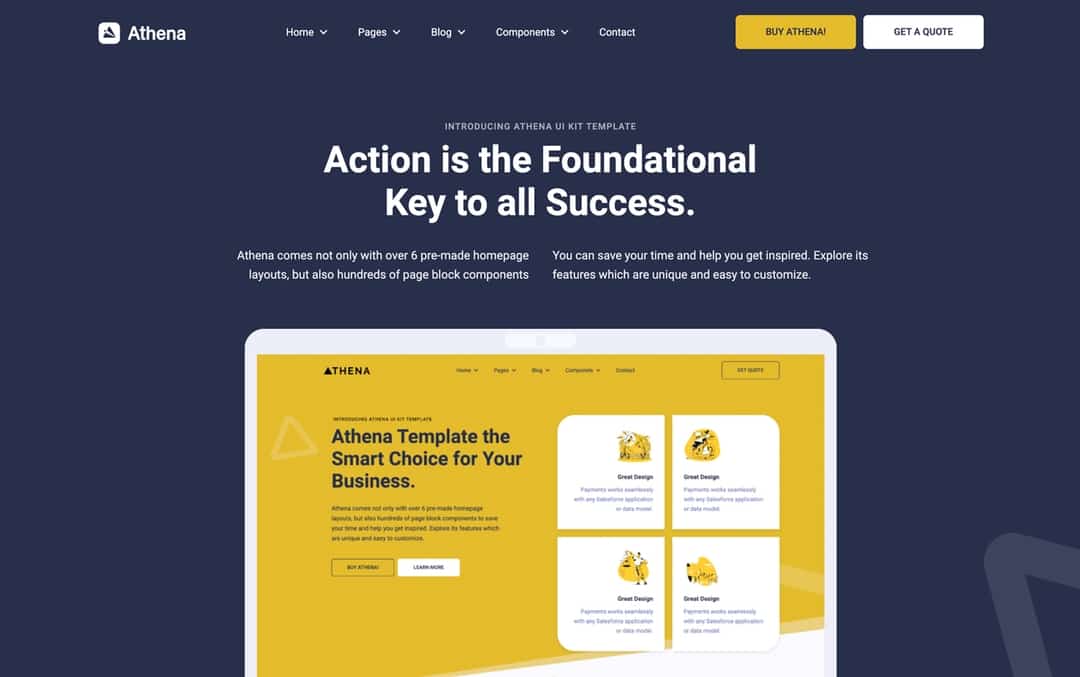 Athena
Home Pages Blog Components Contact
BUY ATHENA! GET A QUOTE
INTRODUCING ATHENA UI KIT TEMPLATE
Action is the Foundational
Key to all Success.
Athena comes not only with over 6 pre-made homepage
layouts, but also hundreds of page block components
You can save your time and help you get inspired. Explore its
features which are unique and easy to customize.
ATHENA
Home Pages Blog Components Contact
GET QUOTE
INTRODUCING ATHENA UI KIT TEMPLATE
Athena Template the
Smart Choice for Your
Business.
Athena comes not only with over 6 pre-made homepage
layouts, but also hundreds of page block components to save
your time and help you get inspired. Explore its features which
are unique and easy to customize.
BUY ATHENA! LEARN MORE
Great Design
Payments works seamlessly
with any Salesforce application
or data model.
Great Design
Payments works seamlessly
with any Salesforce application
or data model.
Great Design
Payments works seamlessly
with any Salesforce application
or data model.
Great Design
Payments works seamlessly
with any Salesforce application
or data model.